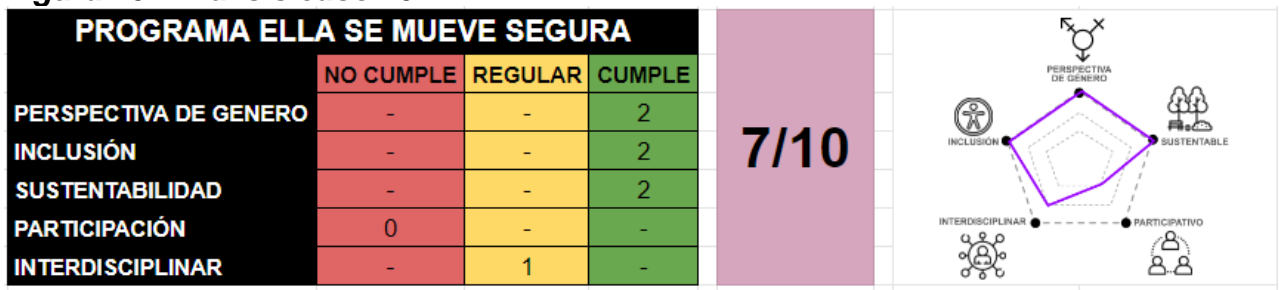 PROGRAMA ELLA SE MUEVE SEGURA
NO CUMPLE REGULAR CUMPLE
PERSPECTIVA DE GENERO - - 2
INCLUSIÓN - - 2
SUSTENTABILIDAD - - 2
PARTICIPACIÓN 0 - -
INTERDISCIPLINAR - 1 -
7/10
PERSPECTIVA
DE GÉNERO
INCLUSIÓN
SUSTENTABLE
INTERDISCIPLINAR
PARTICIPATIVO